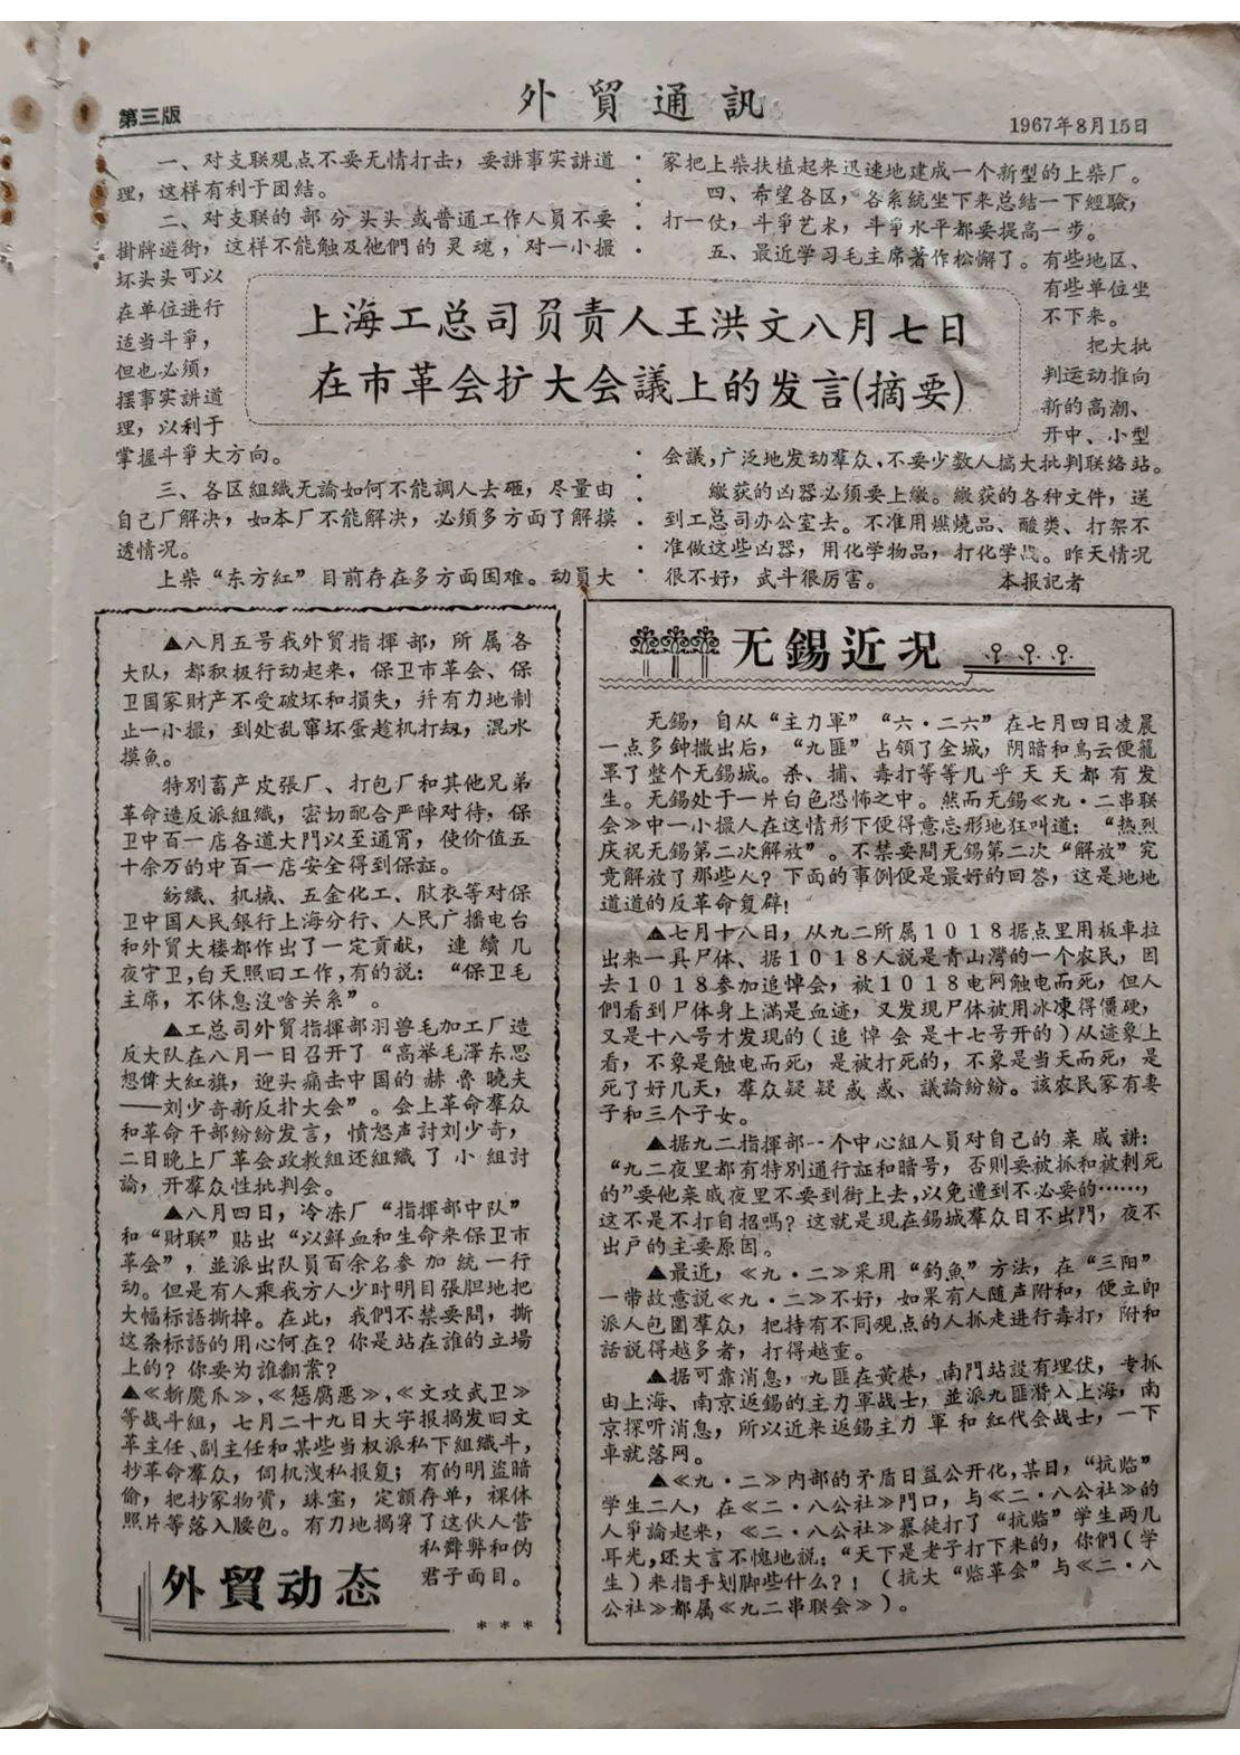 第三版
外貿通訊
1967年8月15日
上海工总司负责人王洪文八月七日
在市革会扩大会議上的发言(摘要)
一、对支联观点不要无情打击，要讲事实讲道
理，这样有利于团结。
二、对支联的部分头头或普通工作人员不要
掛牌遊街，这样不能触及他們的灵魂，对一小撮
坏头头可以
在单位进行
适当斗爭，
但也必须，
摆事实讲道
理，以利于
掌握斗爭大方向。
三、各区組織无論如何不能調人去砸，尽量由
自己厂解决，如本厂不能解决，必须多方面了解摸
透情况。
上柴“东方紅”目前存在多方面困难。动員大
家把上柴扶植起来迅速地建成一个新型的上柴厂。
四、希望各区，各系統坐下来总结一下經驗，
打一仗，斗爭艺术，斗爭水平都要提高一步。
五、最近学习毛主席著作松懈了。有些地区、
有些单位坐
不下来。
把大批
判运动推向
新的高潮、
开中、小型
会議，广泛地发动羣众，不要少数人搞大批判联络站。
繳获的凶器必须要上繳。繳获的各种文件，送
到工总司办公室去。不准用燃燒品、酸类、打架不
准做这些凶器，用化学物品，打化学战。昨天情况
很不好，武斗很厉害。 本报記者
▲八月五号我外貿指揮部，所属各
大队，都积极行动起来，保卫市革会、保
卫国家財产不受破坏和損失，幷有力地制
止一小撮，到处乱窜坏蛋趁机打劫，混水
摸魚。
特別畜产皮張厂、打包厂和其他兄弟
革命造反派組織，密切配合严陣对待，保
卫中百一店各道大門以至通宵，使价值五
十余万的中百一店安全得到保証。
紡織、机械、五金化工、肷衣等对保
卫中国人民銀行上海分行、人民广播电台
和外貿大楼都作出了一定貢献，連續几
夜守卫，白天照旧工作，有的説：“保卫毛
主席，不休息沒啥关系”。
▲工总司外貿指揮部羽兽毛加工厂造
反大队在八月一日召开了“高举毛澤东思
想偉大紅旗，迎头痛击中国的赫魯曉夫
——刘少奇新反扑大会”。会上革命羣众
和革命干部紛紛发言，愤怒声討刘少奇，
二日晚上厂革会政教組还組織了小組討
論，开羣众性批判会。
▲八月四日，冷冻厂“指揮部中队”
和“財联”貼出“以鮮血和生命来保卫市
革会”，並派出队员百余名参加統一行
动。但是有人乘我方人少时明目張胆地把
大幅标語撕掉。在此，我們不禁要問，撕
这条标語的用心何在？你是站在誰的立場
上的？你要为誰翻案？
▲≪斬魔爪≫，≪惩腐恶≫，≪文攻武卫≫
等战斗組，七月二十九日大字报揭发旧文
革主任、副主任和某些当权派私下組織斗，
抄革命羣众，伺机洩私报复；有的明盜暗
偷，把抄家物資，珠宝，定额存单，裸体
照片等落入腰包。有力地揭穿了这伙人营
私舞弊和伪
君子面目。
外貿动态
＊＊＊
无錫近况
无錫，自从“主力軍”“六·二六”在七月四日凌晨
一点多鈡撤出后，“九匪”占领了全城，阴暗和乌云便籠
罩了整个无錫城。杀、捕、毒打等等几乎天天都有发
生。无錫处于一片白色恐怖之中。然而无錫≪九·二串联
会≫中一小撮人在这情形下便得意忘形地狂叫道：“热烈
庆祝无錫第二次解放”。不禁要問无錫第二次“解放”究
竟解放了那些人？下面的事例便是最好的回答，这是地地
道道的反革命复辟！
▲七月十八日，从九二所属１０１８据点里用板車拉
出来一具尸体、据１０１８人說是青山灣的一个农民，因
去１０１８参加追悼会，被１０１８电网触电而死，但人
們看到尸体身上滿是血迹，又发现尸体被用冰凍得僵硬，
又是十八号才发现的（追悼会是十七号开的）从迹象上
看，不象是触电而死，是被打死的，不象是当天而死，是
死了好几天，羣众疑疑惑惑、議論紛紛。該农民家有妻
子和三个子女。
▲据九二指揮部一个中心組人员对自己的亲戚讲：
“九二夜里都有特別通行証和暗号，否則要被抓和被刺死
的”要他亲戚夜里不要到街上去，以免遭到不必要的……，
这不是不打自招嗎？这就是现在錫城羣众日不出門，夜不
出戶的主要原因。
▲最近，≪九·二≫采用“釣魚”方法，在“三阳”
一帶故意説≪九·二≫不好，如果有人随声附和，便立即
派人包圍羣众，把持有不同观点的人抓走进行毒打，附和
話説得越多者，打得越重。
▲据可靠消息，九匪在黄巷，南門站設有埋伏，专抓
由上海、南京返錫的主力軍战士，並派九匪潜入上海，南
京探听消息，所以近来返錫主力軍和紅代会战士，一下
車就落网。
▲≪九·二≫内部的矛盾日益公开化，某日，“抗临”
学生二人，在≪二·八公社≫門口，与≪二·八公社≫的
人爭論起来，≪二·八公社≫暴徒打了“抗临”学生两几
耳光，还大言不愧地说：“天下是老子打下来的，你們（学
生）来指手划脚些什么？！（抗大“临革会”与≪二·八
公社≫都属≪九二串联会≫）。